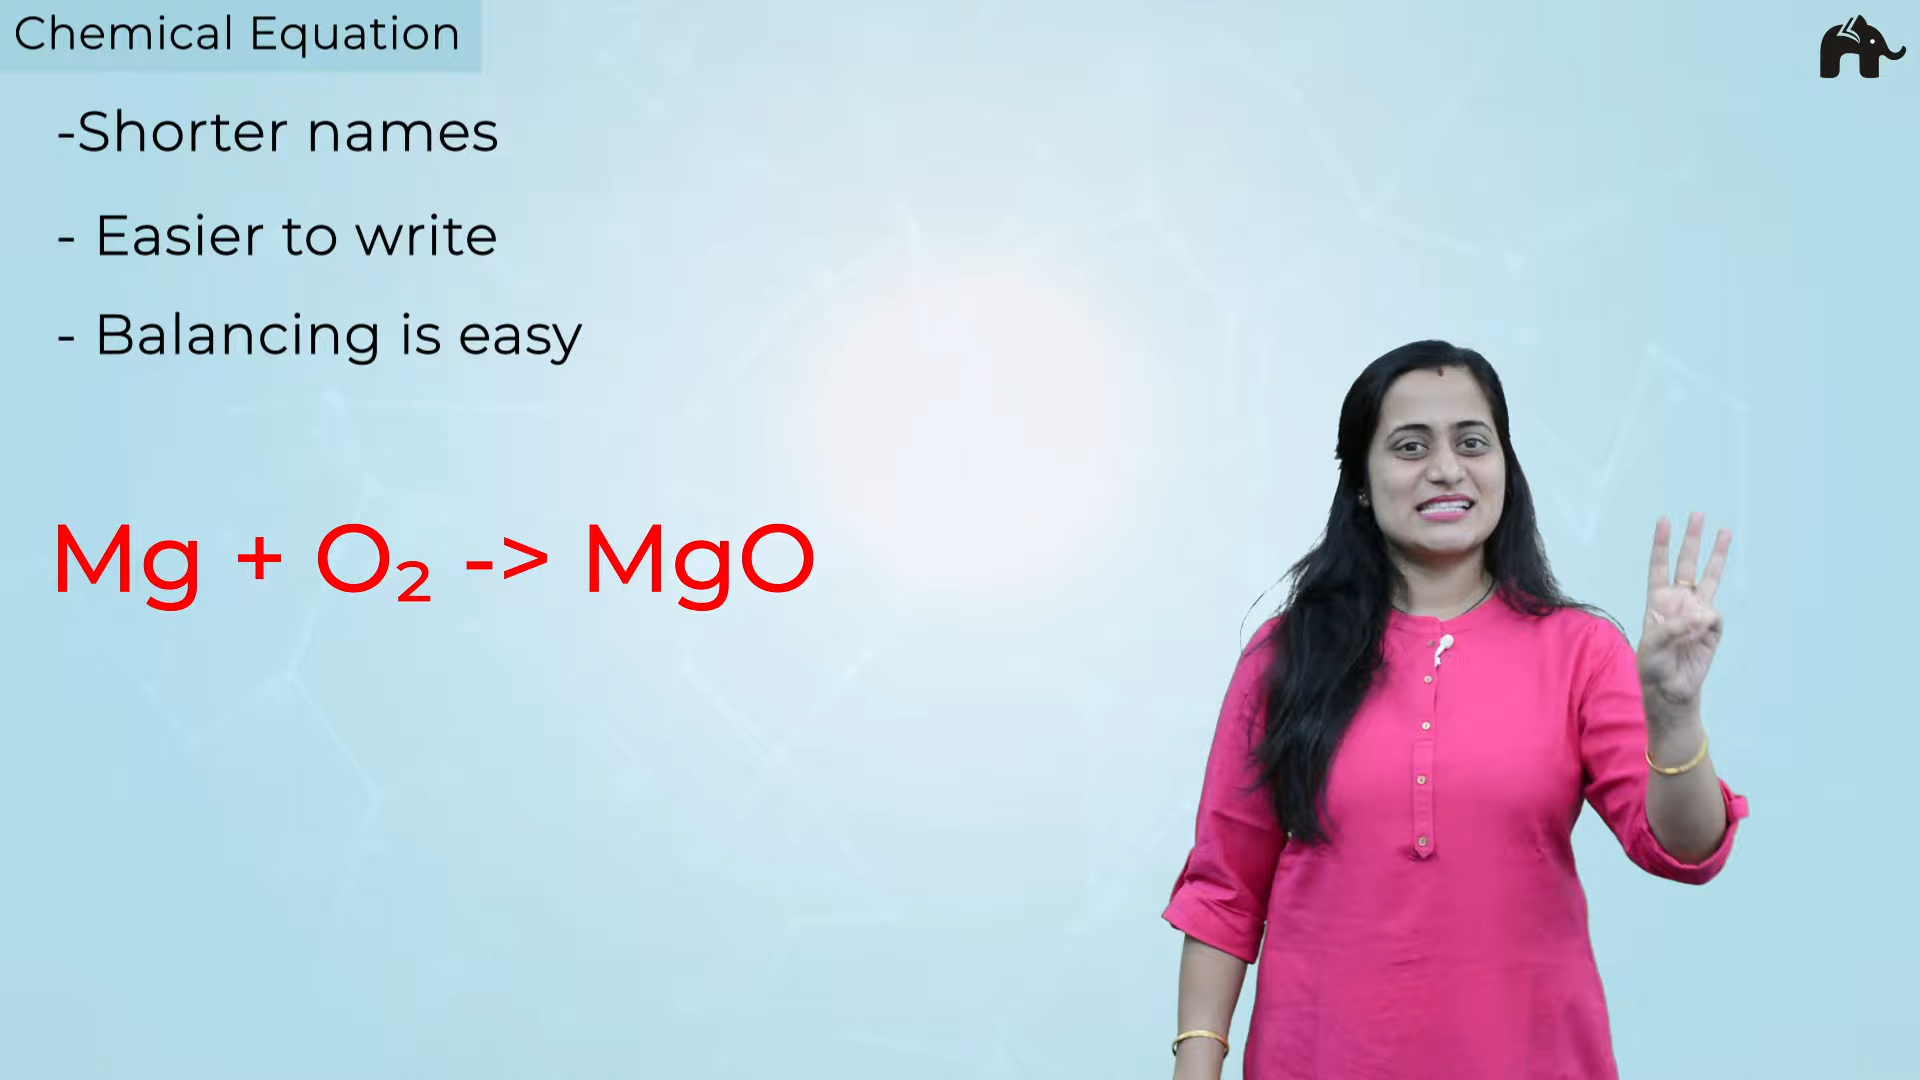 Chemical Equation
-Shorter names
- Easier to write
- Balancing is easy
Mg + O₂ -> MgO